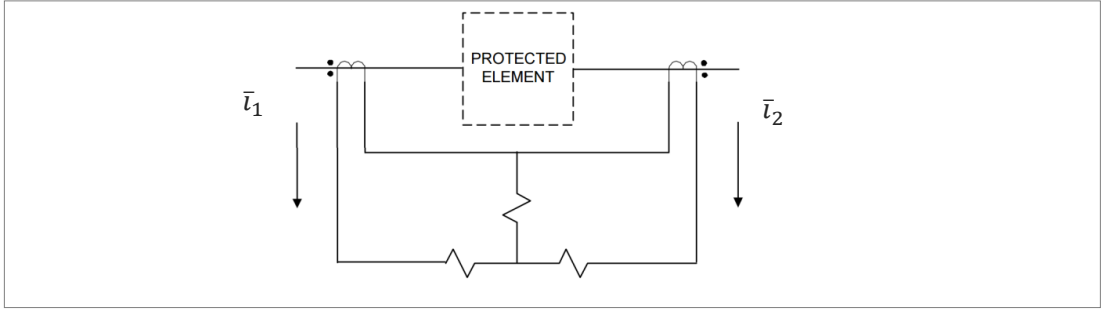 PROTECTED
ELEMENT
ī₁
ī₂